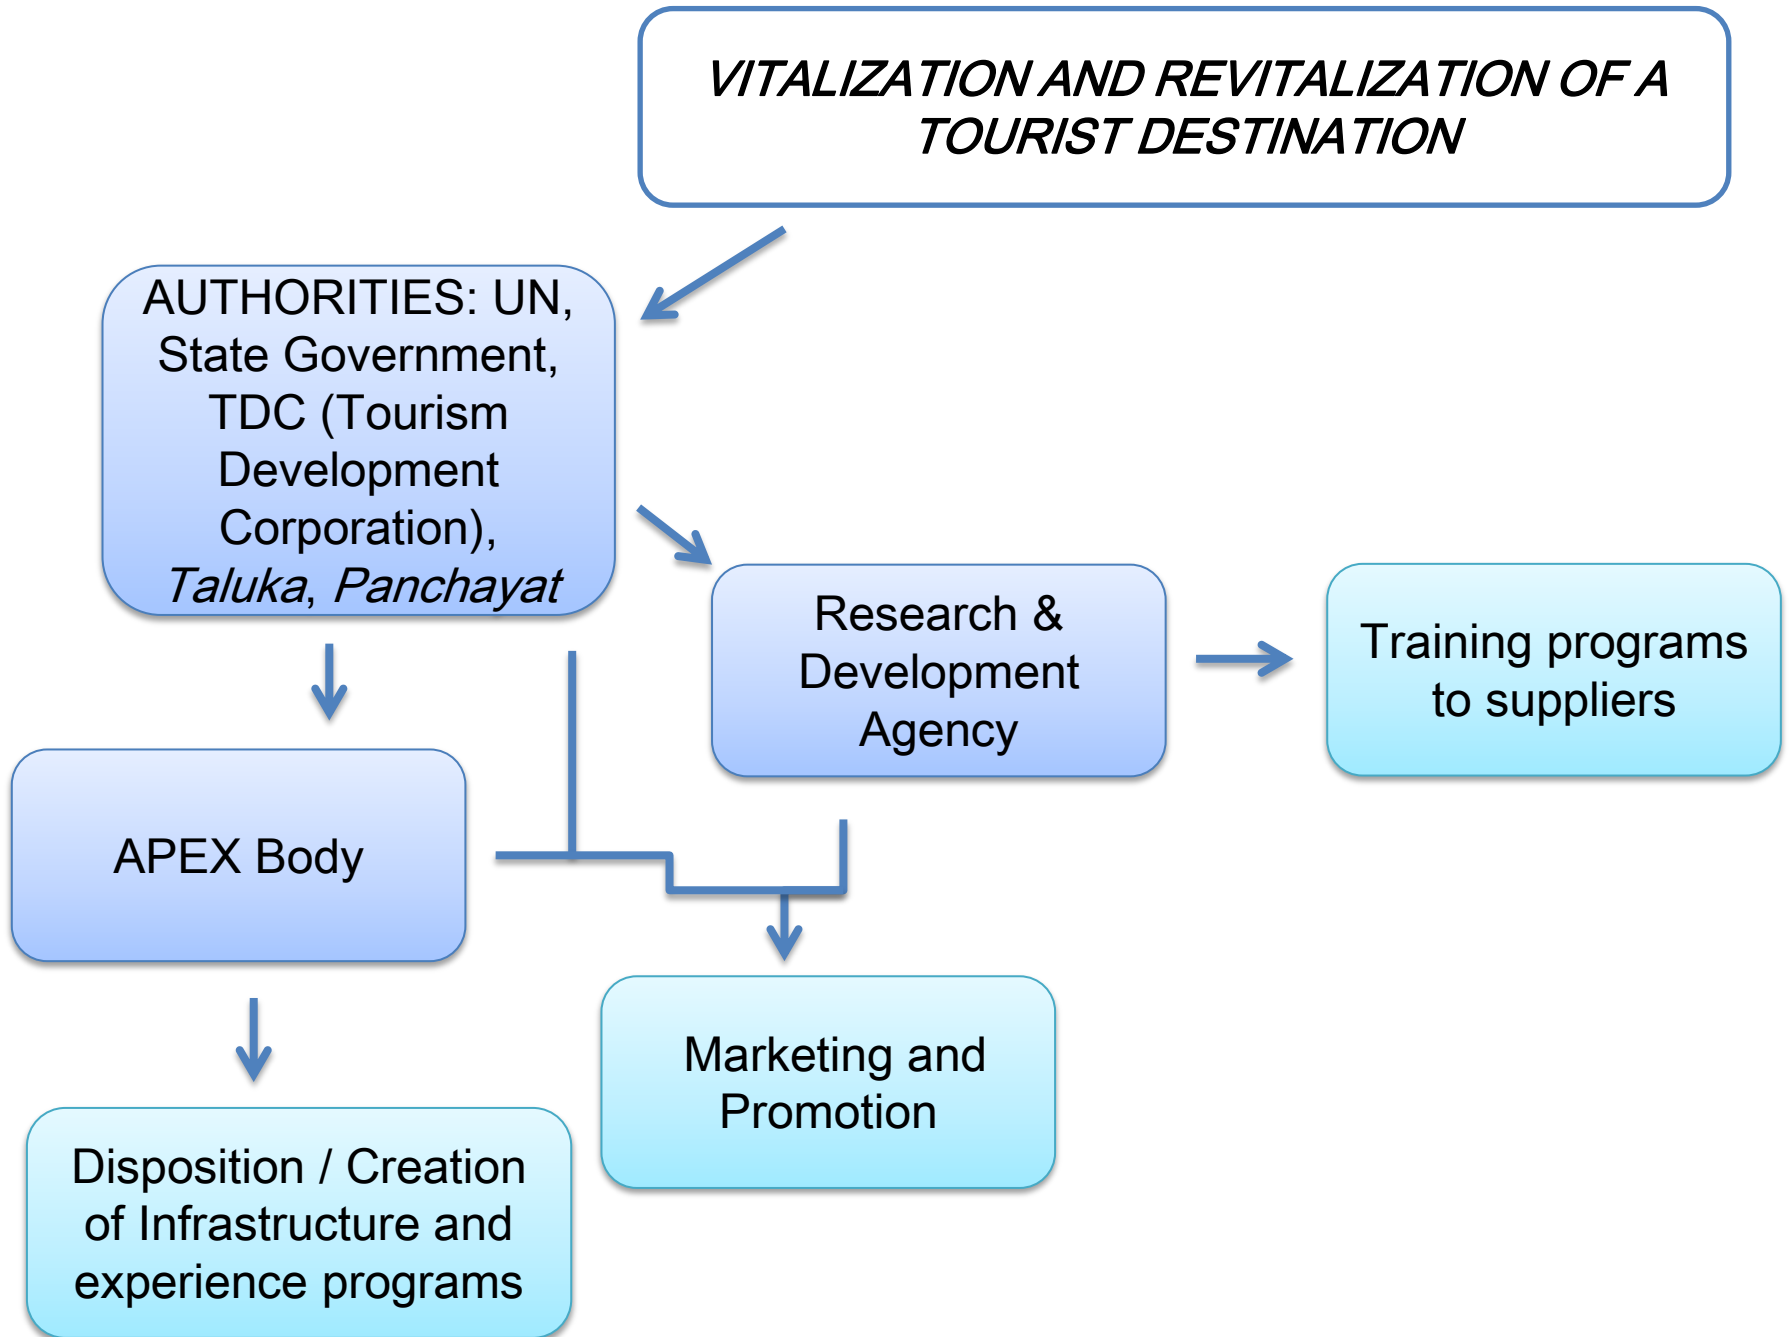 VITALIZATION AND REVITALIZATION OF A
TOURIST DESTINATION
AUTHORITIES: UN,
State Government,
TDC (Tourism
Development
Corporation),
Taluka, Panchayat
Research &
Development
Agency
Training programs
to suppliers
APEX Body
Marketing and
Promotion
Disposition / Creation
of Infrastructure and
experience programs